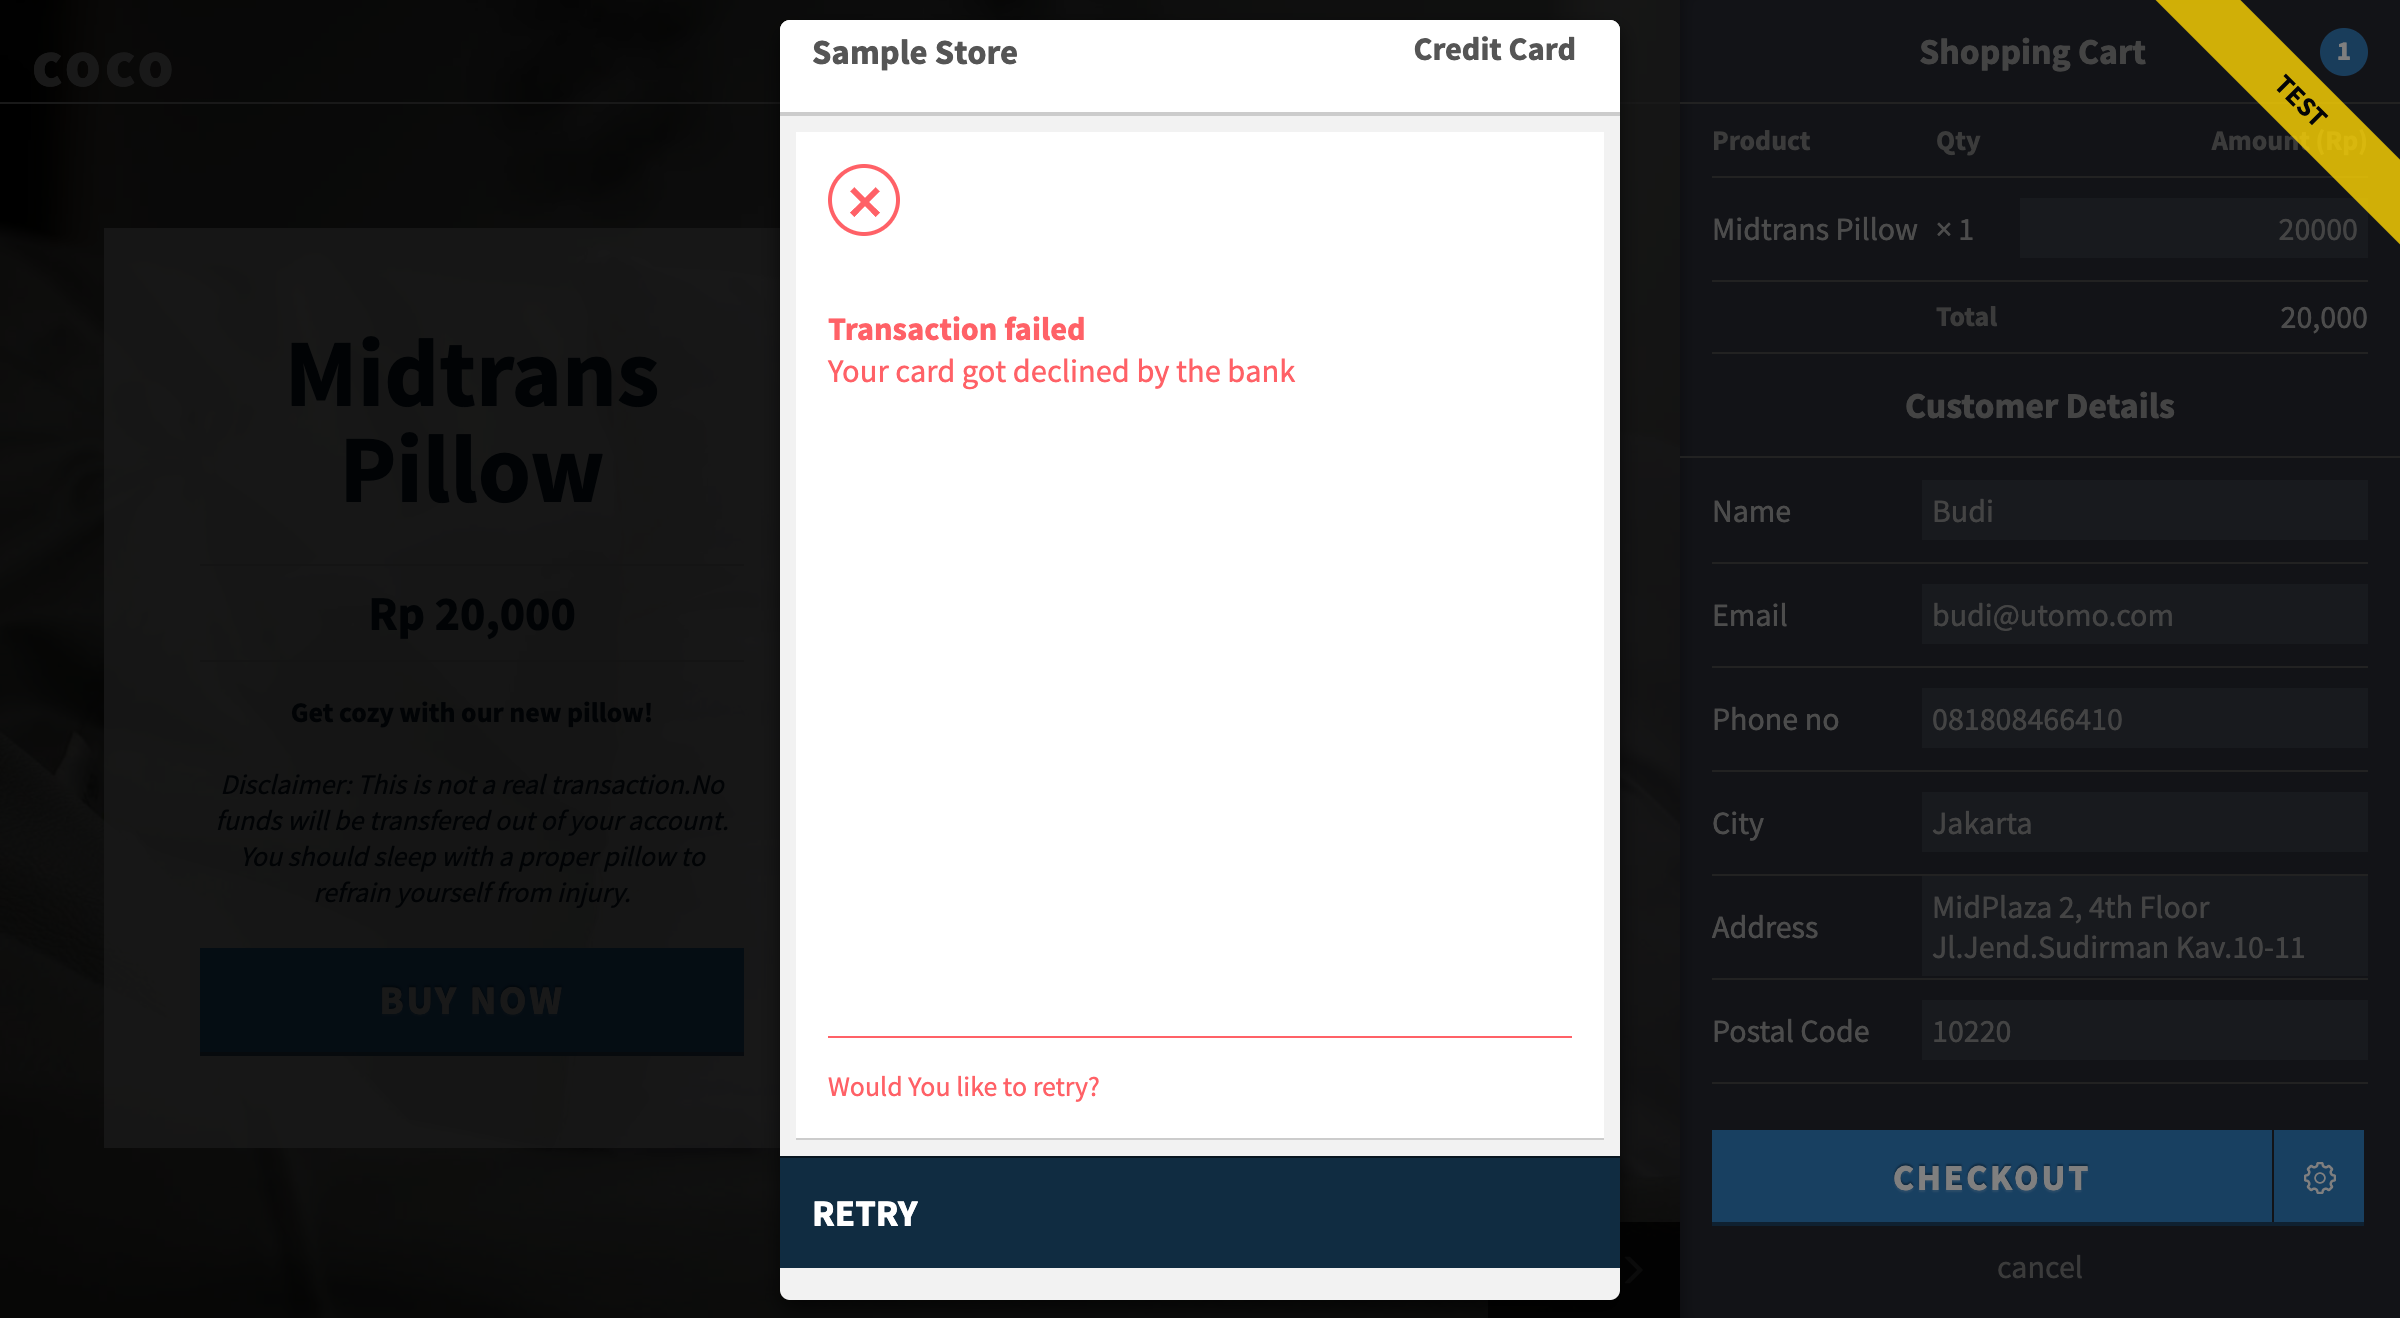 COCO
Midtrans
Pillow
Rp 20,000
Get cozy with our new pillow!
Disclaimer: This is not a real transaction.No
funds will be transfered out of your account.
You should sleep with a proper pillow to
refrain yourself from injury.
BUY NOW
Sample Store
Credit Card
Transaction failed
Your card got declined by the bank
Would You like to retry?
RETRY
Shopping Cart 1
TEST
Product Qty Amount (Rp)
Midtrans Pillow × 1 20000
Total 20,000
Customer Details
Name Budi
Email budi@utomo.com
Phone no 081808466410
City Jakarta
Address MidPlaza 2, 4th Floor
Jl.Jend.Sudirman Kav.10-11
Postal Code 10220
CHECKOUT
cancel